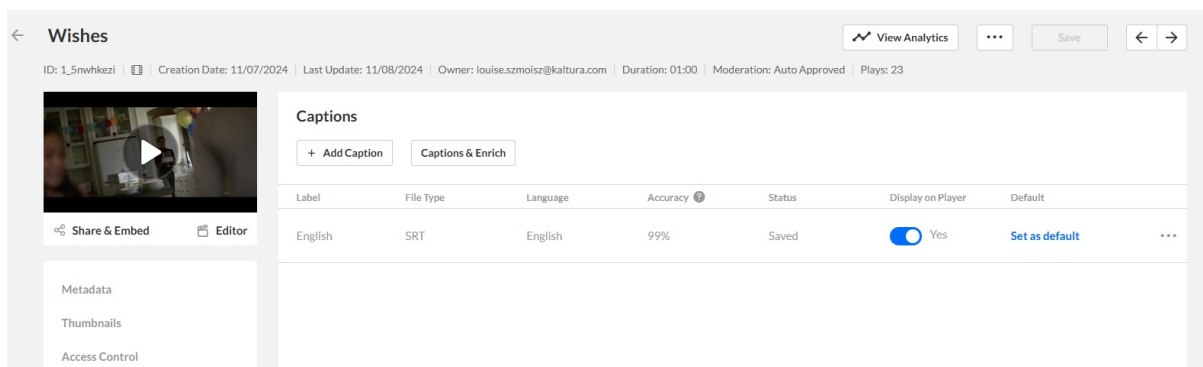 Wishes
View Analytics
Save
ID: 1_5nwhkezi | Creation Date: 11/07/2024 | Last Update: 11/08/2024 | Owner: louise.szmoisz@kaltura.com | Duration: 01:00 | Moderation: Auto Approved | Plays: 23
Captions
+ Add Caption
Captions & Enrich
Label File Type Language Accuracy ? Status Display on Player Default
English SRT English 99% Saved Yes Set as default
Share & Embed Editor
Metadata
Thumbnails
Access Control